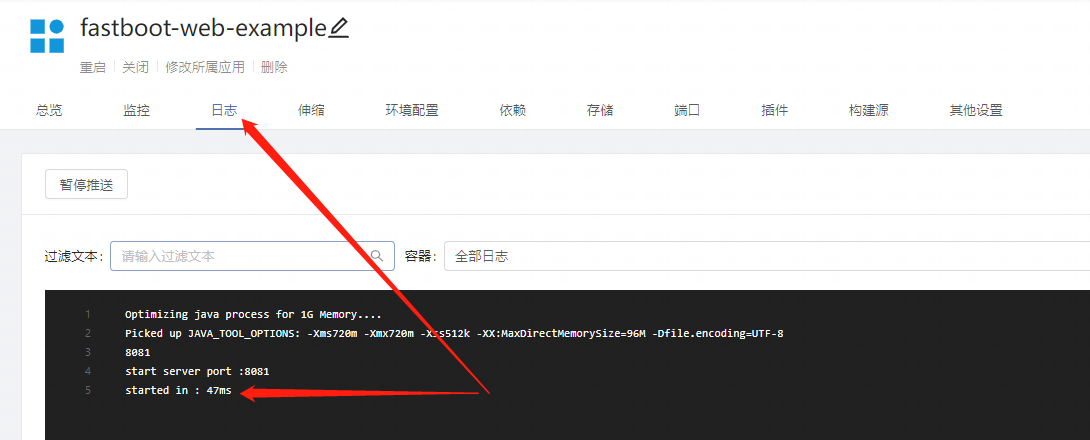 fastboot-web-example
重启 关闭 修改所属应用 删除
总览 监控 日志 伸缩 环境配置 依赖 存储 端口 插件 构建源 其他设置
暂停推送
过滤文本: 请输入过滤文本 容器: 全部日志
1 Optimizing java process for 1G Memory....
2 Picked up JAVA_TOOL_OPTIONS: -Xms720m -Xmx720m -Xss512k -XX:MaxDirectMemorySize=96M -Dfile.encoding=UTF-8
3 8081
4 start server port :8081
5 started in : 47ms